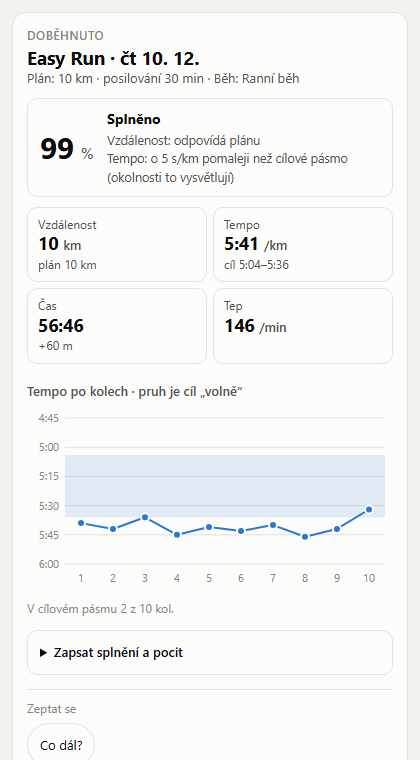 DOBĚHNUTO
Easy Run · čt 10. 12.
Plán: 10 km · posilování 30 min · Běh: Ranní běh
99 %
Splněno
Vzdálenost: odpovídá plánu
Tempo: o 5 s/km pomaleji než cílové pásmo
(okolnosti to vysvětlují)
Vzdálenost
10 km
plán 10 km
Tempo
5:41 /km
cíl 5:04–5:36
Čas
56:46
+60 m
Tep
146 /min
Tempo po kolech · pruh je cíl „volně“
4:45
5:00
5:15
5:30
5:45
6:00
1 2 3 4 5 6 7 8 9 10
V cílovém pásmu 2 z 10 kol.
▶ Zapsat splnění a pocit
Zeptat se
Co dál?